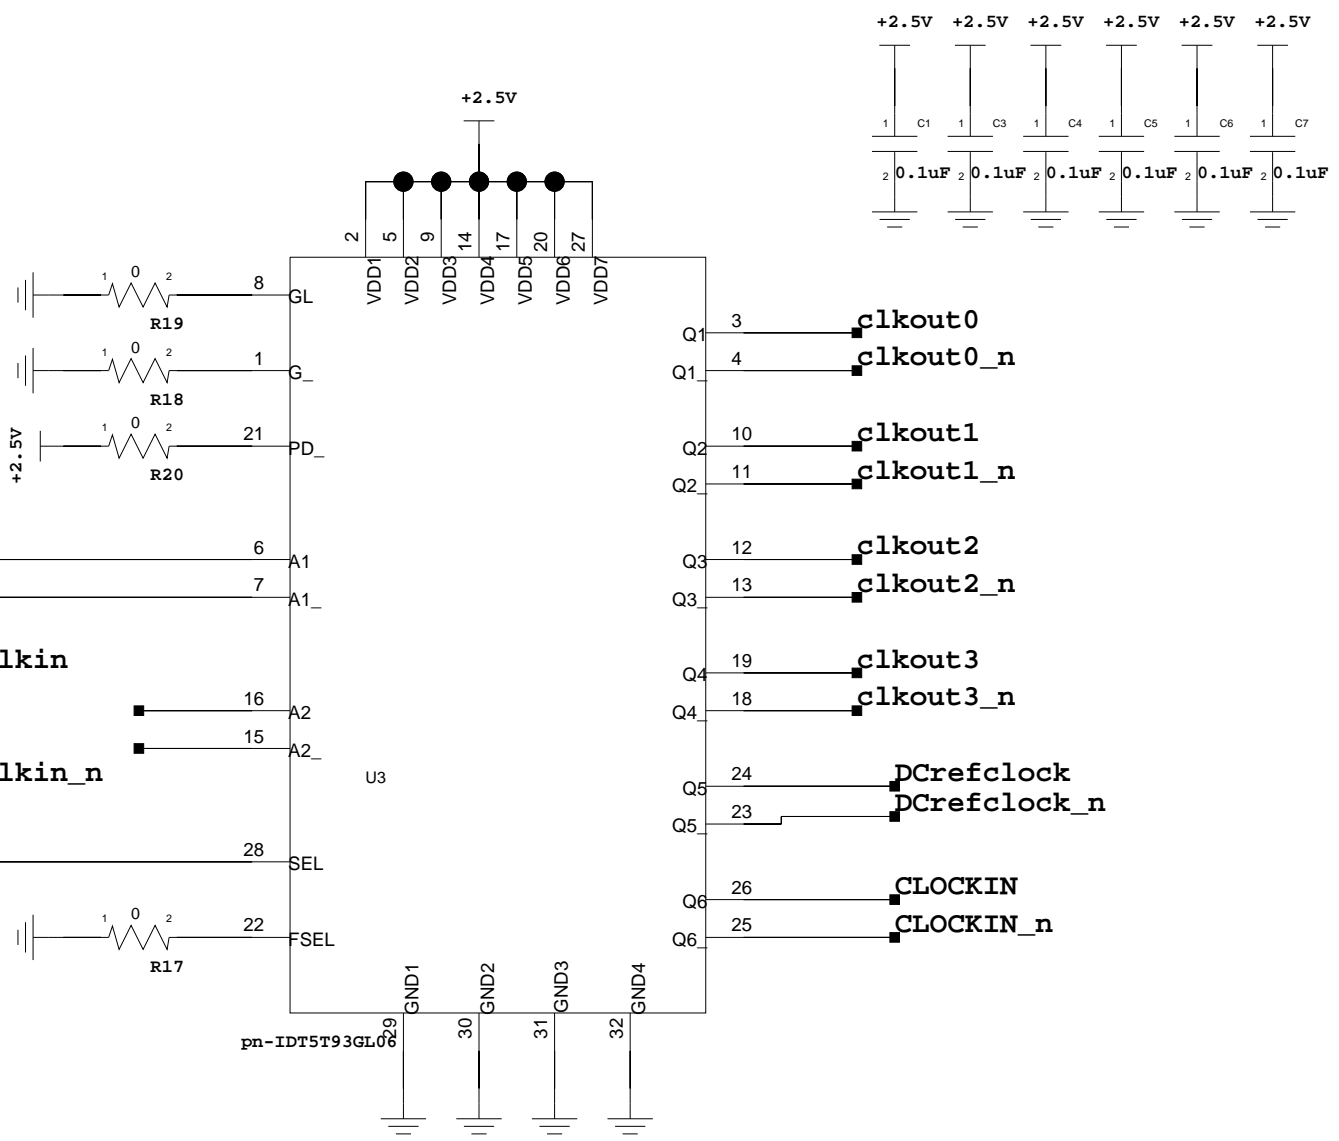 +2.5V +2.5V +2.5V +2.5V +2.5V +2.5V
1 C1 1 C3 1 C4 1 C5 1 C6 1 C7
2 0.1uF 2 0.1uF 2 0.1uF 2 0.1uF 2 0.1uF 2 0.1uF
+2.5V
2 5 9 14 17 20 27
VDD1 VDD2 VDD3 VDD4 VDD5 VDD6 VDD7
1 0 2 8 GL
R19
Q1 3 clkout0
1 0 2 1 G_
R18
Q1_ 4 clkout0_n
+2.5V 1 0 2 21 PD_
R20
Q2 10 clkout1
Q2_ 11 clkout1_n
6 A1
Q3 12 clkout2
7 A1_
Q3_ 13 clkout2_n
lkin
Q4 19 clkout3
16 A2
Q4_ 18 clkout3_n
15 A2_
lkin_n
U3
Q5 24 DCrefclock
Q5_ 23 DCrefclock_n
28 SEL
Q6 26 CLOCKIN
1 0 2 22 FSEL
R17
Q6_ 25 CLOCKIN_n
GND1 GND2 GND3 GND4
29 30 31 32
pn-IDT5T93GL06